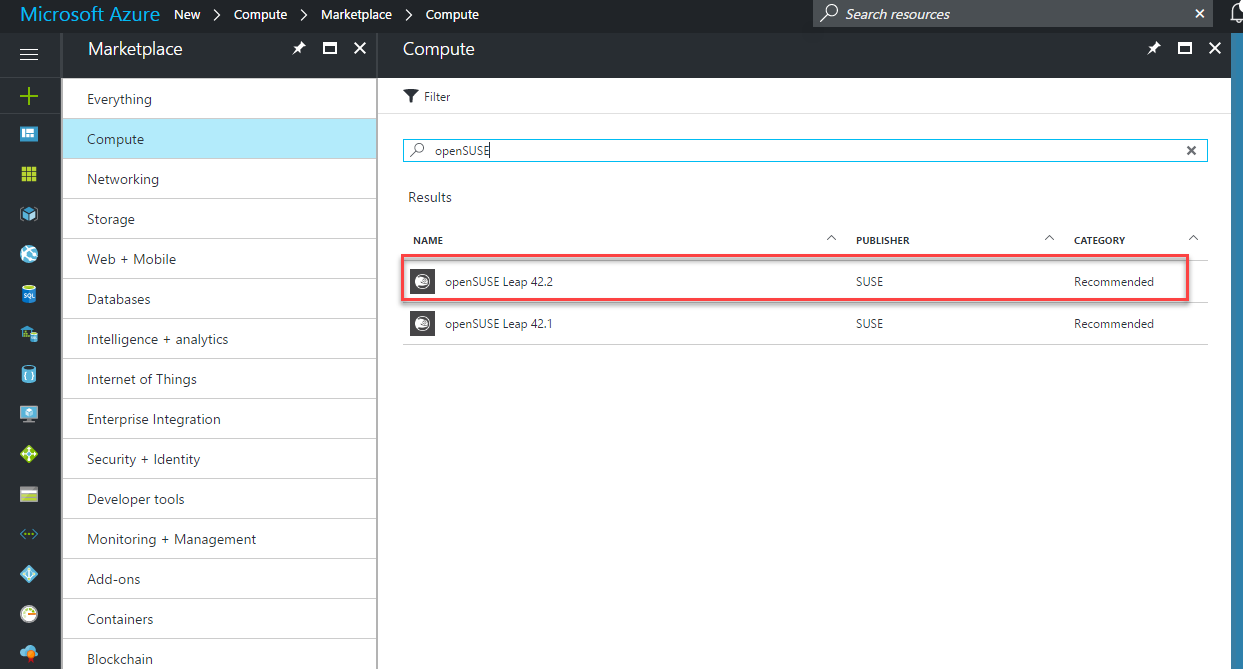 Microsoft Azure New > Compute > Marketplace > Compute
Search resources
Marketplace
Everything
Compute
Networking
Storage
Web + Mobile
Databases
Intelligence + analytics
Internet of Things
Enterprise Integration
Security + Identity
Developer tools
Monitoring + Management
Add-ons
Containers
Blockchain
SQL
Compute
Filter
openSUSE
Results
NAME PUBLISHER CATEGORY
openSUSE Leap 42.2 SUSE Recommended
openSUSE Leap 42.1 SUSE Recommended